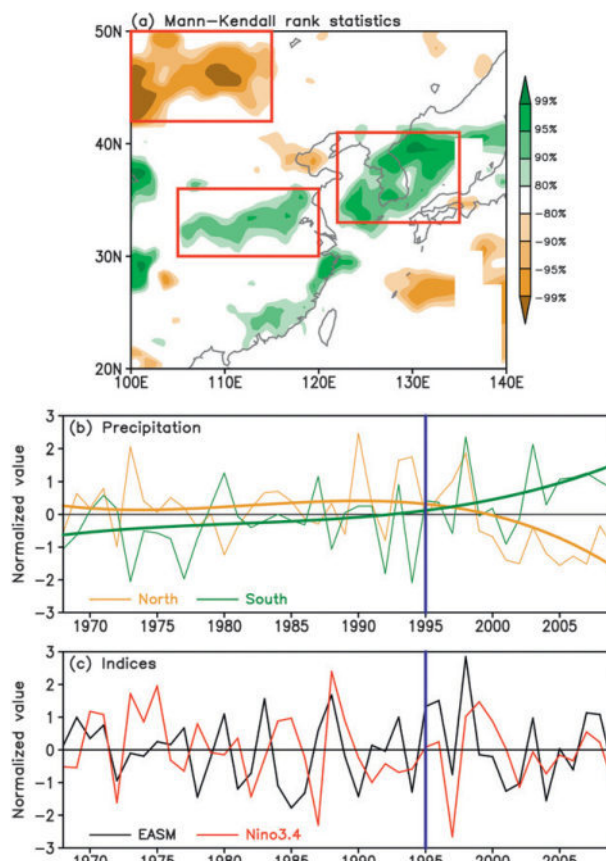 (a) Mann-Kendall rank statistics
50N
40N
30N
20N
100E 110E 120E 130E 140E
99%
95%
90%
80%
-80%
-90%
-95%
-99%
(b) Precipitation
Normalized value
3
2
1
0
-1
-2
-3
North South
1970 1975 1980 1985 1990 1995 2000 2005
(c) Indices
Normalized value
3
2
1
0
-1
-2
-3
EASM Nino3.4
1970 1975 1980 1985 1990 1995 2000 2005